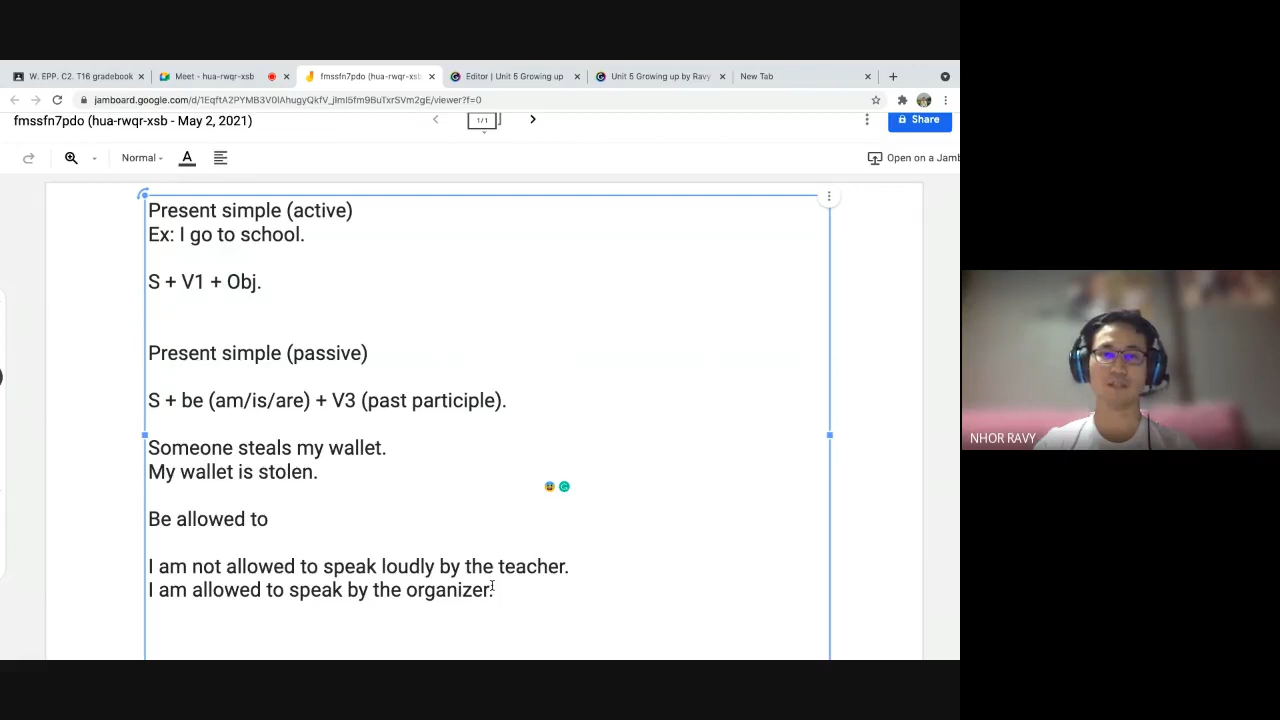 W. EPP. C2. T16 gradebook
Meet - hua-rwqr-xsb
fmssfn7pdo (hua-rwqr-xsb
Editor | Unit 5 Growing up
Unit 5 Growing up by Ravy
New Tab
jamboard.google.com/d/1EqftA2PYMB3V0IAhugyQkfV_jlmI5fm9BuTxrSVm2gE/viewer?f=0
fmssfn7pdo (hua-rwqr-xsb - May 2, 2021)
1/1
Share
Normal
A
Open on a Jamb
Present simple (active)
Ex: I go to school.
S + V1 + Obj.
Present simple (passive)
S + be (am/is/are) + V3 (past participle).
Someone steals my wallet.
My wallet is stolen.
Be allowed to
I am not allowed to speak loudly by the teacher.
I am allowed to speak by the organizer.
NHOR RAVY